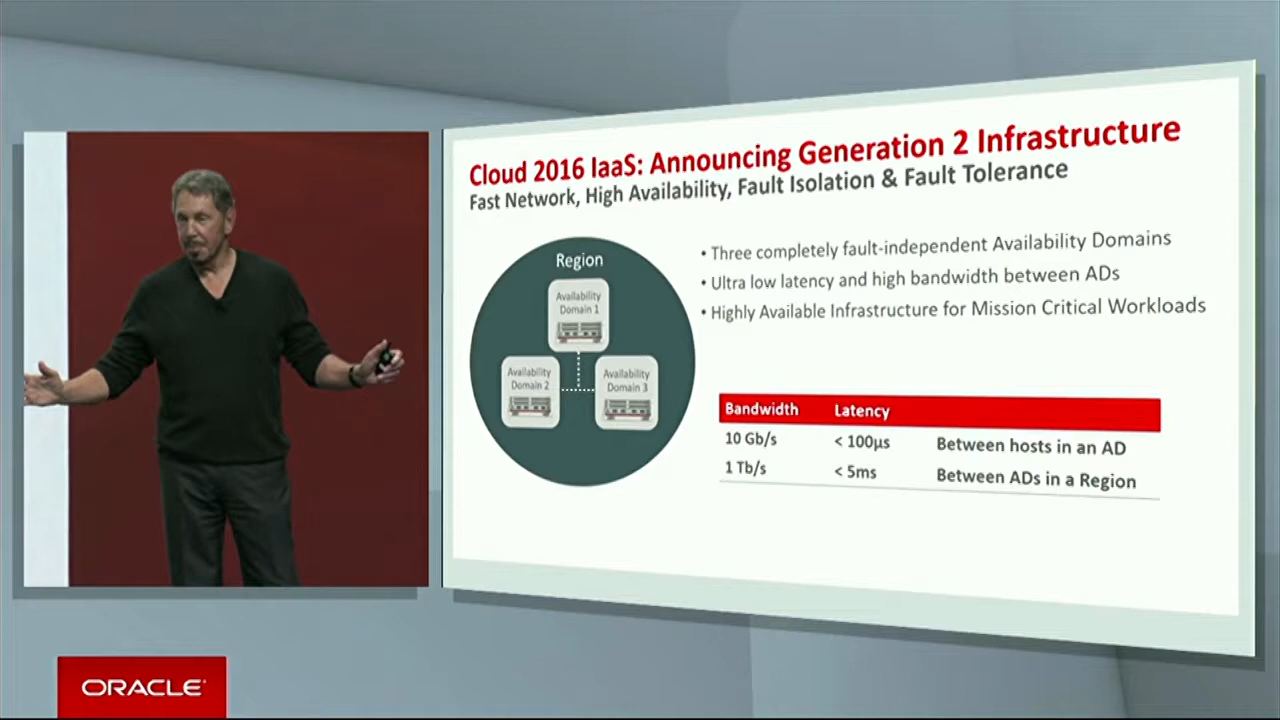 Cloud 2016 IaaS: Announcing Generation 2 Infrastructure
Fast Network, High Availability, Fault Isolation & Fault Tolerance
Region
Availability
Domain 1
Availability
Domain 2
Availability
Domain 3
• Three completely fault-independent Availability Domains
• Ultra low latency and high bandwidth between ADs
• Highly Available Infrastructure for Mission Critical Workloads
Bandwidth Latency
10 Gb/s < 100µs Between hosts in an AD
1 Tb/s < 5ms Between ADs in a Region
ORACLE